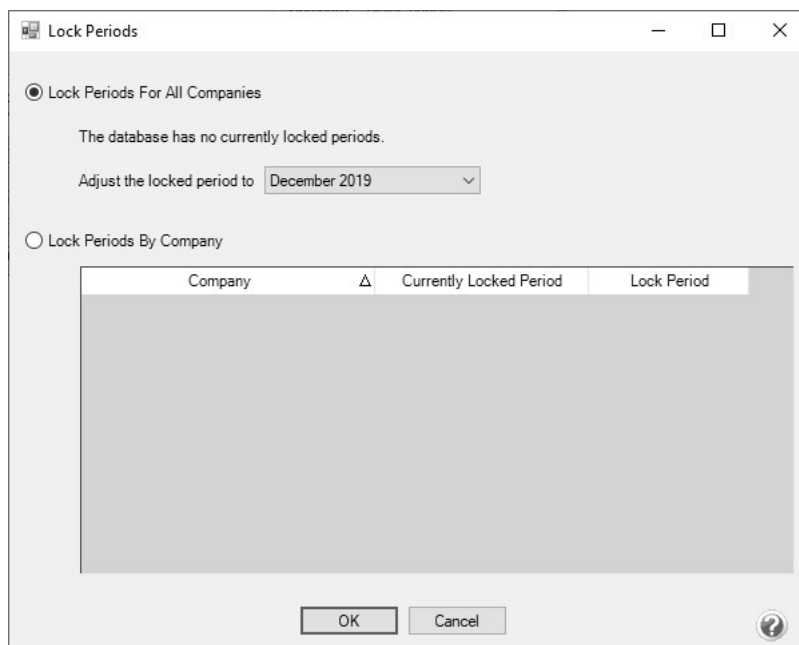 Lock Periods
Lock Periods For All Companies
The database has no currently locked periods.
Adjust the locked period to December 2019
Lock Periods By Company
Company Δ Currently Locked Period Lock Period
OK Cancel
?